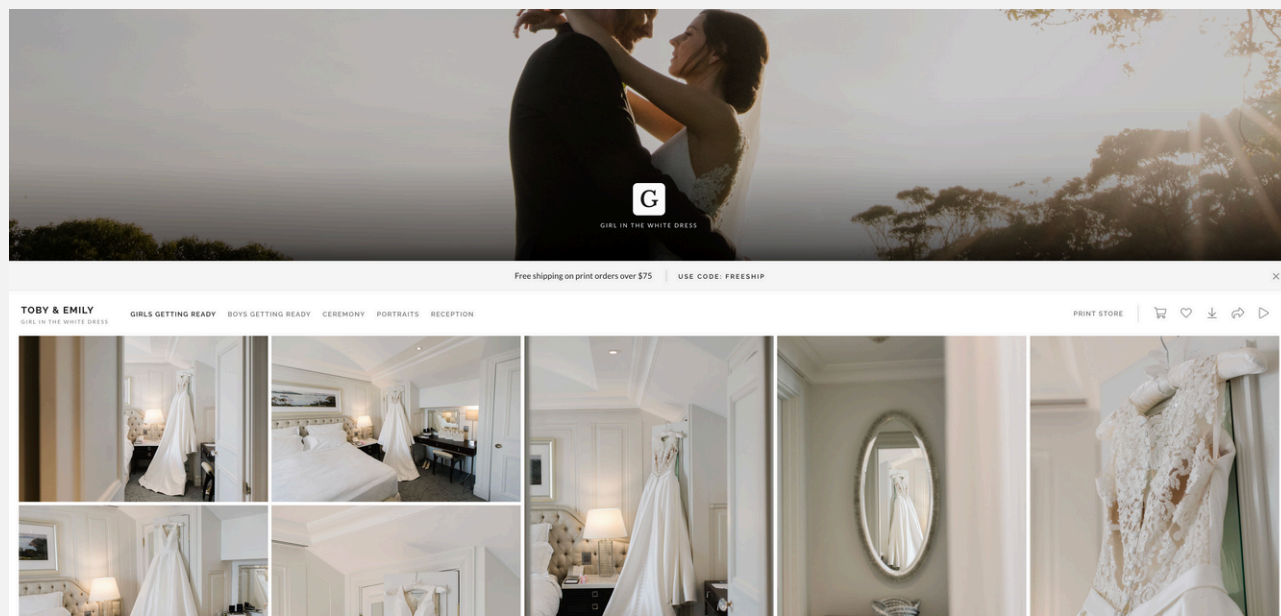 G
GIRL IN THE WHITE DRESS
Free shipping on print orders over $75
USE CODE: FREESHIP
TOBY & EMILY
GIRL IN THE WHITE DRESS
GIRLS GETTING READY
BOYS GETTING READY
CEREMONY
PORTRAITS
RECEPTION
PRINT STORE